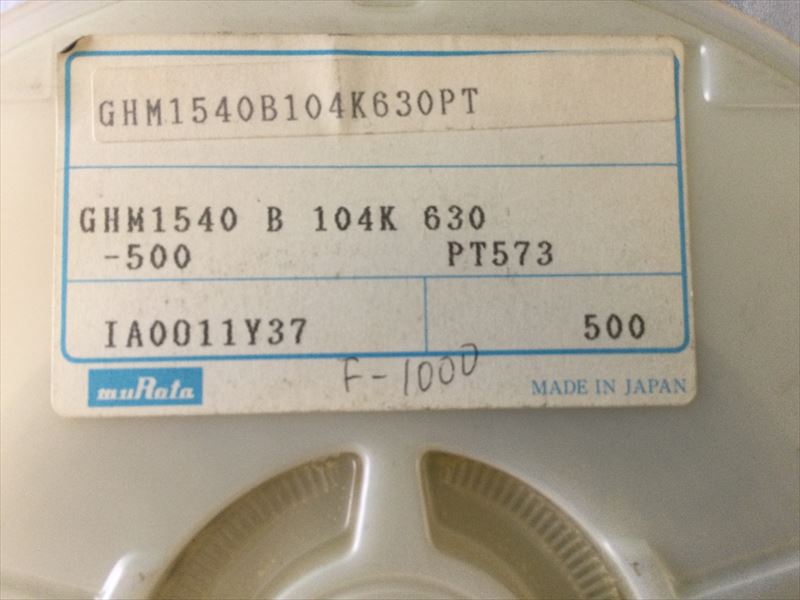 GHM1540B104K630PT
GHM1540 B 104K 630
-500 PT573
IA0011Y37 500
F-1000
muRata MADE IN JAPAN